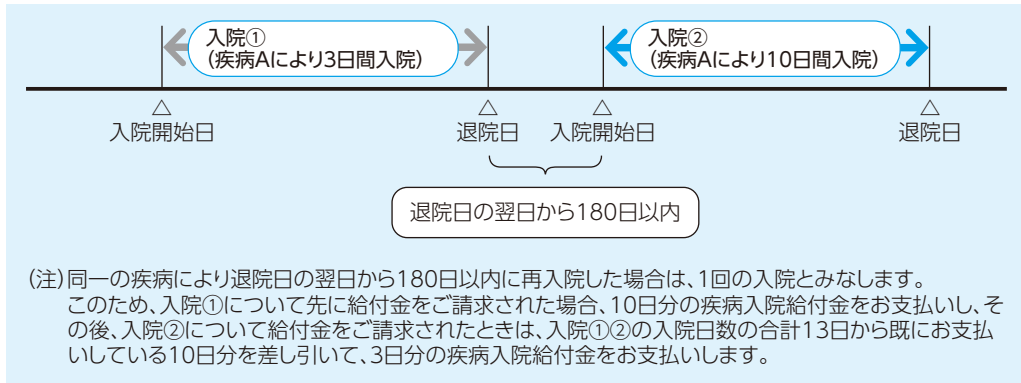 入院①
(疾病Aにより3日間入院)
入院②
(疾病Aにより10日間入院)
△
入院開始日
△
退院日
△
入院開始日
△
退院日
退院日の翌日から180日以内
(注)同一の疾病により退院日の翌日から180日以内に再入院した場合は、1回の入院とみなします。
このため、入院①について先に給付金をご請求された場合、10日分の疾病入院給付金をお支払いし、そ
の後、入院②について給付金をご請求されたときは、入院①②の入院日数の合計13日から既にお支払
いしている10日分を差し引いて、3日分の疾病入院給付金をお支払いします。